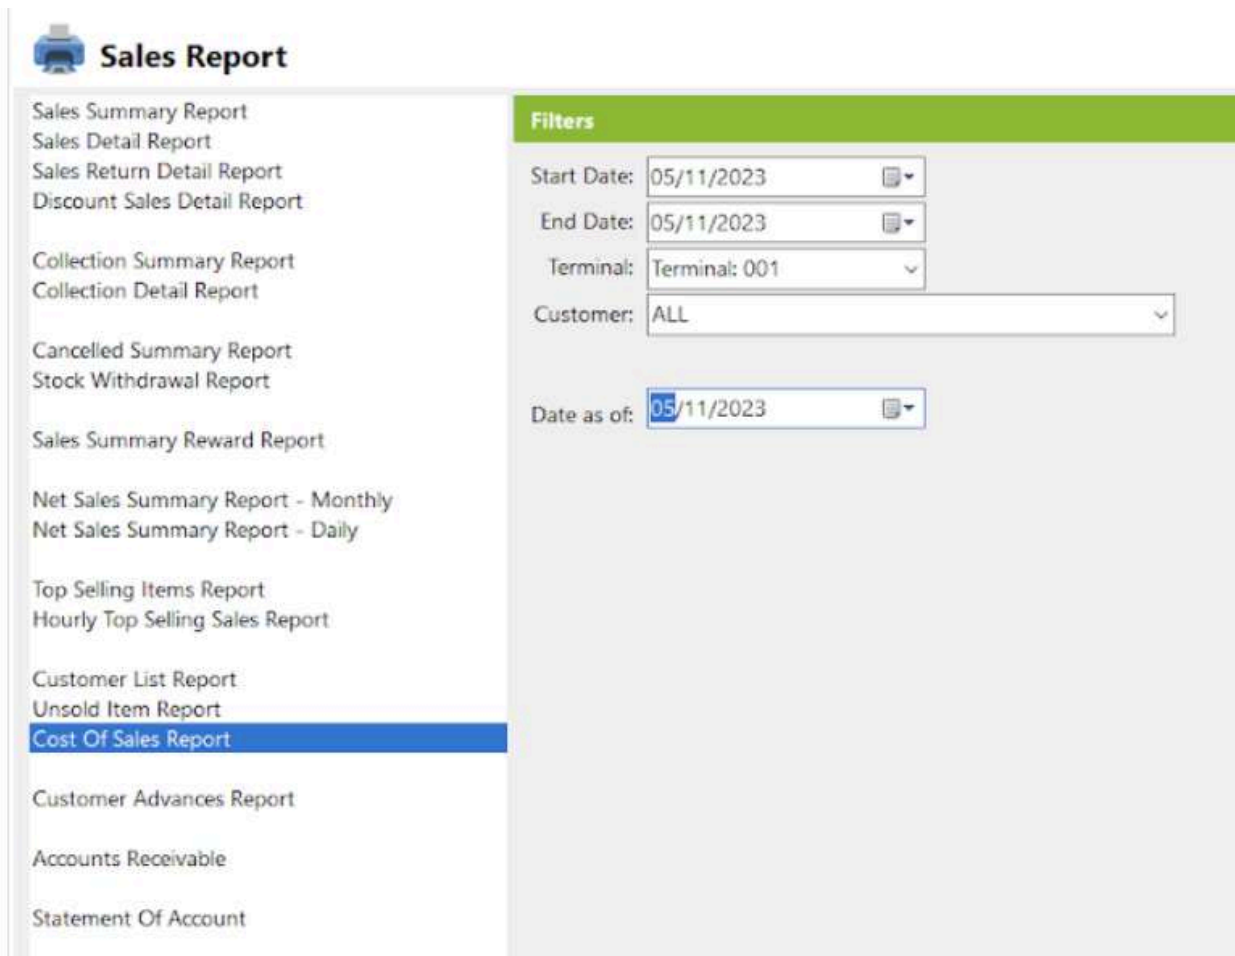 Sales Report
Sales Summary Report
Sales Detail Report
Sales Return Detail Report
Discount Sales Detail Report
Collection Summary Report
Collection Detail Report
Cancelled Summary Report
Stock Withdrawal Report
Sales Summary Reward Report
Net Sales Summary Report - Monthly
Net Sales Summary Report - Daily
Top Selling Items Report
Hourly Top Selling Sales Report
Customer List Report
Unsold Item Report
Cost Of Sales Report
Customer Advances Report
Accounts Receivable
Statement Of Account
Filters
Start Date: 05/11/2023
End Date: 05/11/2023
Terminal: Terminal: 001
Customer: ALL
Date as of: 05/11/2023